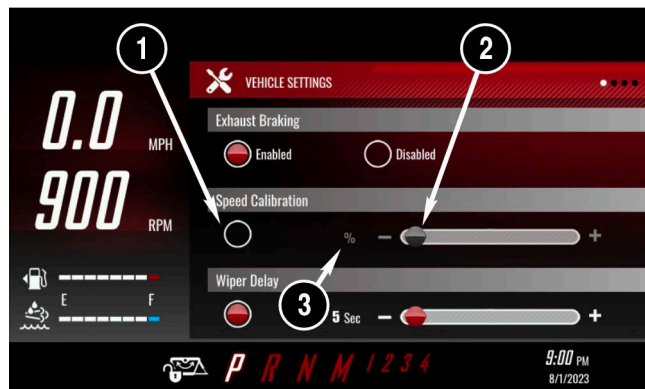 1
2
VEHICLE SETTINGS
0.0 MPH
Exhaust Braking
Enabled
Disabled
900 RPM
Speed Calibration
% − +
Wiper Delay
3
5 Sec − +
E F
P R N M 1 2 3 4
9:00 PM
8/1/2023